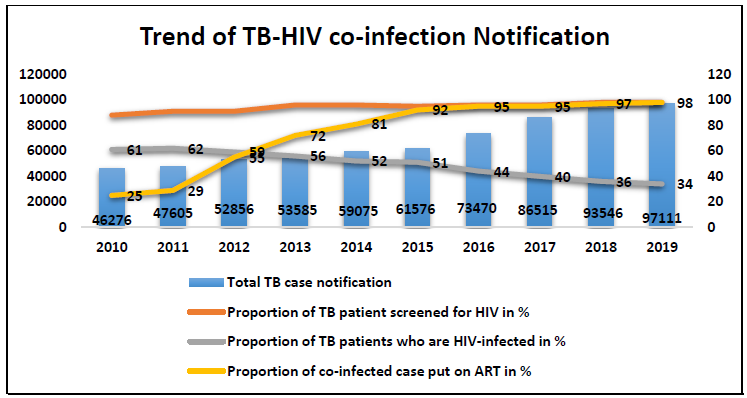 Trend of TB-HIV co-infection Notification
120000 120
100000 100
80000 80
60000 60
40000 40
20000 20
0 0
61 62 59 56 52 51 44 40 36 34
25 29 55 72 81 92 95 95 97 98
46276 47605 52856 53585 59075 61576 73470 86515 93546 97111
2010 2011 2012 2013 2014 2015 2016 2017 2018 2019
Total TB case notification
Proportion of TB patient screened for HIV in %
Proportion of TB patients who are HIV-infected in %
Proportion of co-infected case put on ART in %